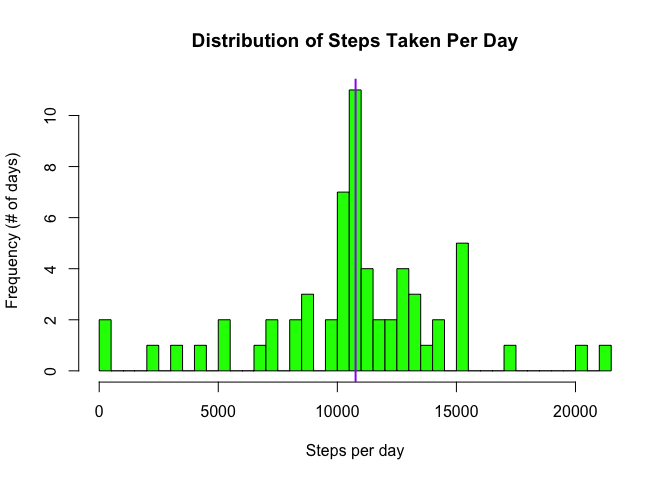 Distribution of Steps Taken Per Day
Frequency (# of days)
10
8
6
4
2
0
0 5000 10000 15000 20000
Steps per day